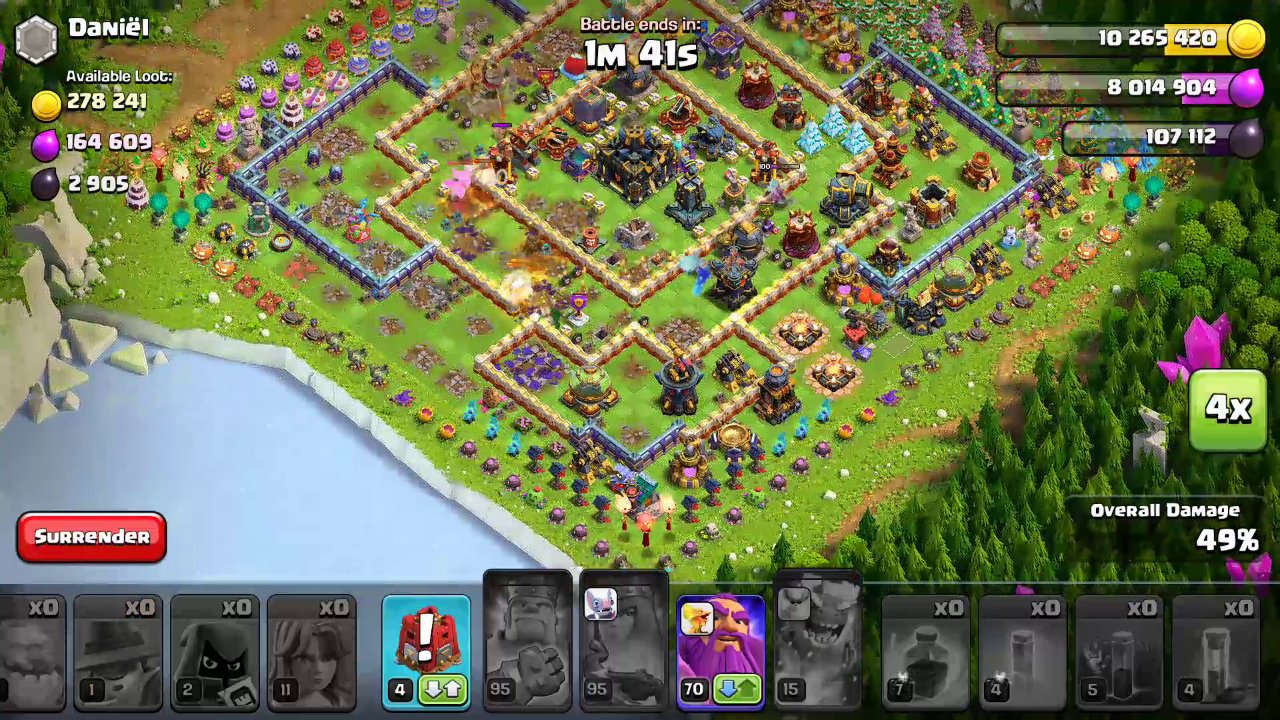 Daniël
Available Loot:
278 241
164 609
2 905
Battle ends in:
1M 41S
10 265 420
8 014 904
107 112
4x
Overall Damage
49%
Surrender
x0
x0
x0
x0
1
2
11
4
95
95
70
15
x0
x0
x0
x0
7
4
5
4